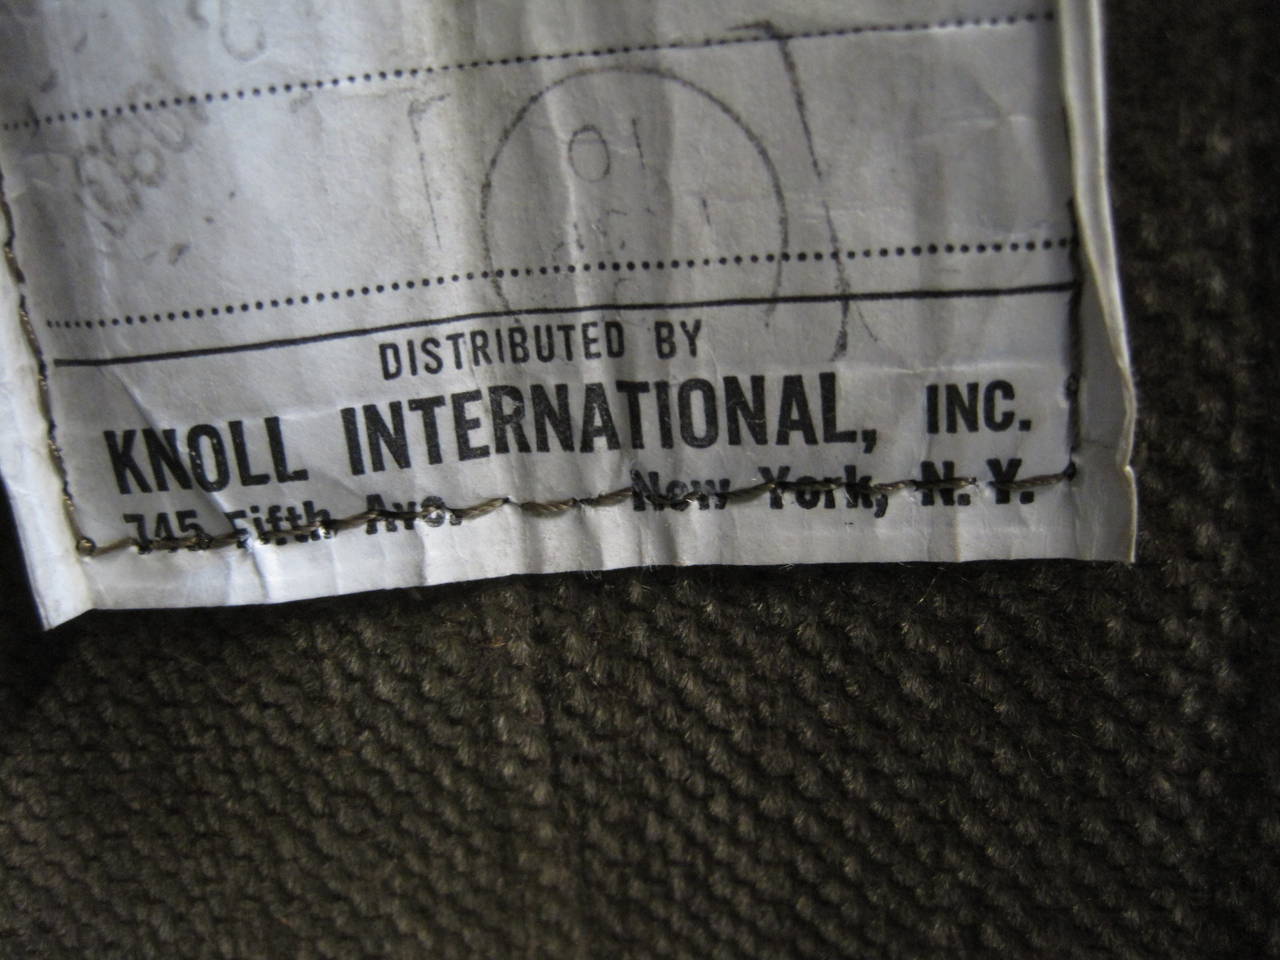 DISTRIBUTED BY
KNOLL INTERNATIONAL, INC.
745 Fifth Ave. New York, N. Y.